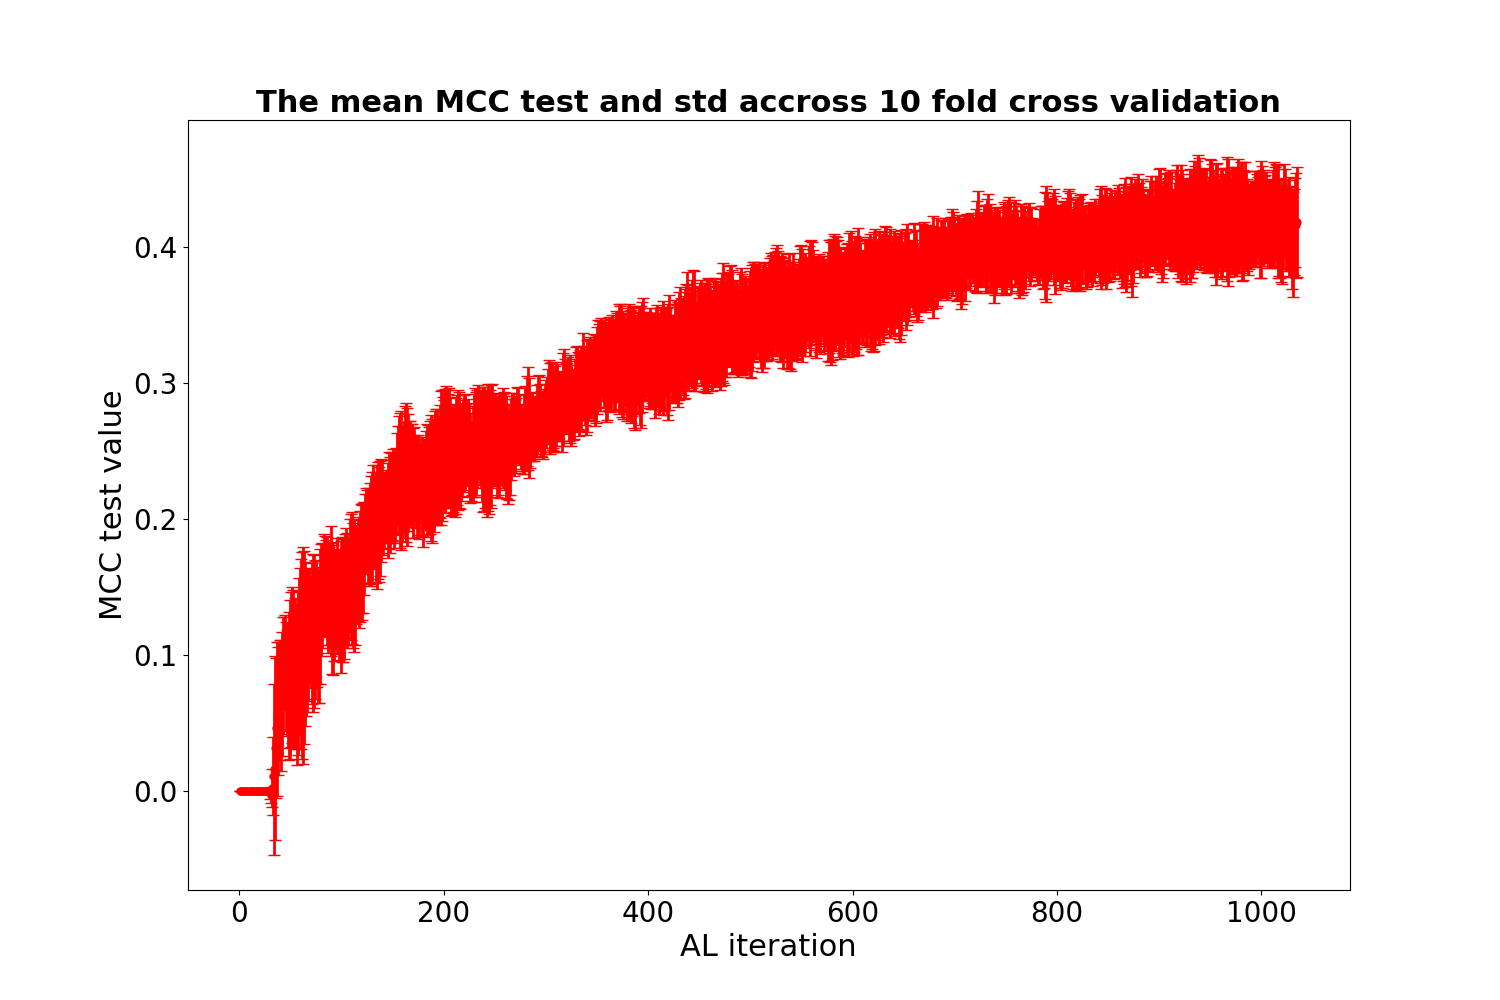 The mean MCC test and std accross 10 fold cross validation
0.4
0.3
0.2
0.1
0.0
MCC test value
0 200 400 600 800 1000
AL iteration